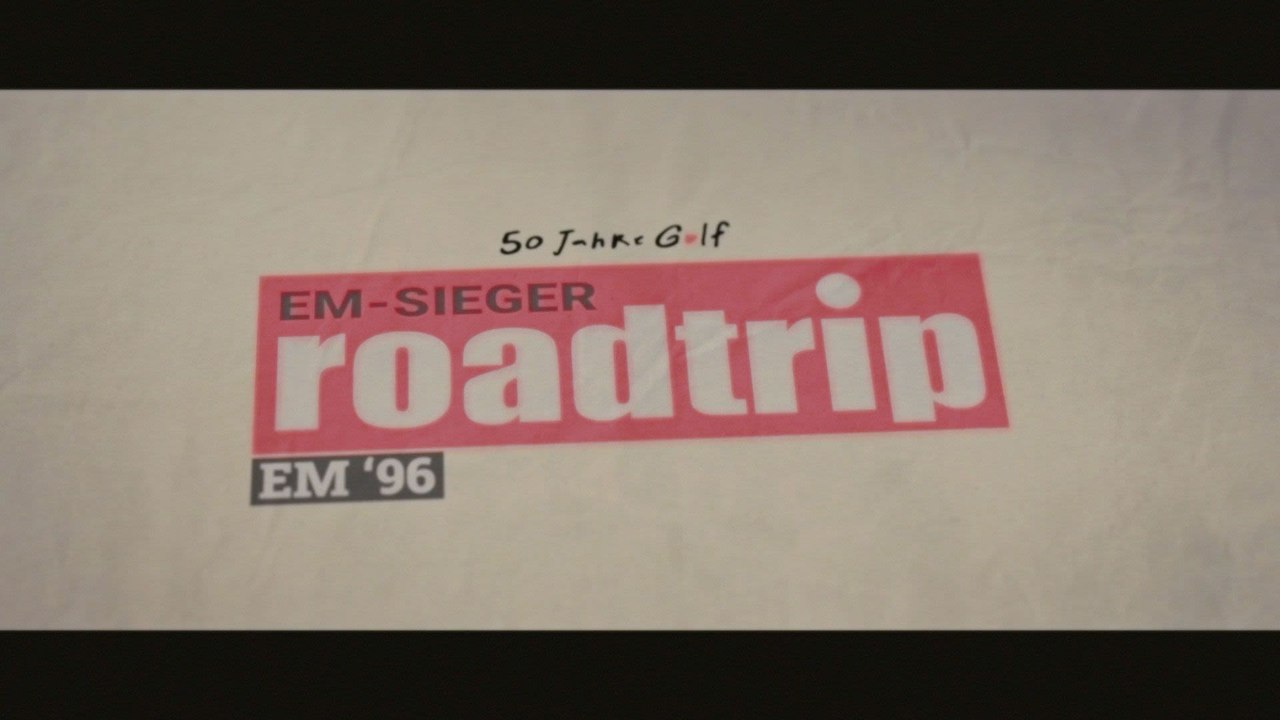 50 Jahre Golf
EM-SIEGER
roadtrip
EM ‘96